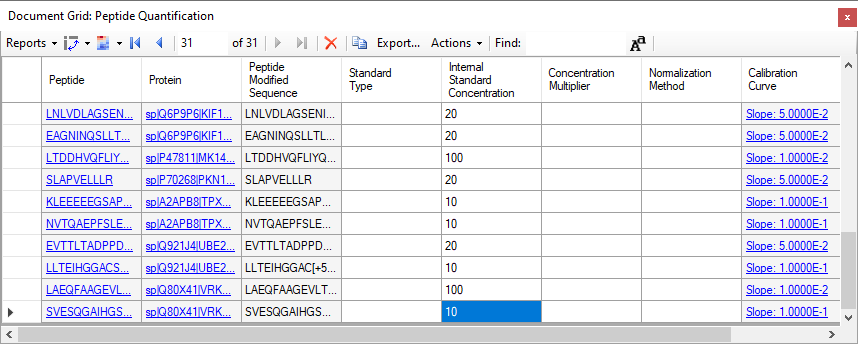 Document Grid: Peptide Quantification x
Reports 31 of 31 Export... Actions Find: AA
Peptide Protein Peptide Modified Sequence Standard Type Internal Standard Concentration Concentration Multiplier Normalization Method Calibration Curve
LNLVDLAGSEN... sp|Q6P9P6|KIF1... LNLVDLAGSENI... 20 Slope: 5.0000E-2
EAGNINQSLLT... sp|Q6P9P6|KIF1... EAGNINQSLLTL... 20 Slope: 5.0000E-2
LTDDHVQFLIY... sp|P47811|MK14... LTDDHVQFLIYQ... 100 Slope: 1.0000E-2
SLAPVELLLR sp|P70268|PKN1... SLAPVELLLR 20 Slope: 5.0000E-2
KLEEEEEGSAP... sp|A2APB8|TPX... KLEEEEEGSAP... 10 Slope: 1.0000E-1
NVTQAEPFSLE... sp|A2APB8|TPX... NVTQAEPFSLE... 10 Slope: 1.0000E-1
EVTTLTADPPD... sp|Q921J4|UBE2... EVTTLTADPPD... 20 Slope: 5.0000E-2
LLTEIHGGACS... sp|Q921J4|UBE2... LLTEIHGGAC[+5... 10 Slope: 1.0000E-1
LAEQFAAGEVL... sp|Q80X41|VRK... LAEQFAAGEVLT... 100 Slope: 1.0000E-2
SVESQGAIHGS... sp|Q80X41|VRK... SVESQGAIHGS... 10 Slope: 1.0000E-1